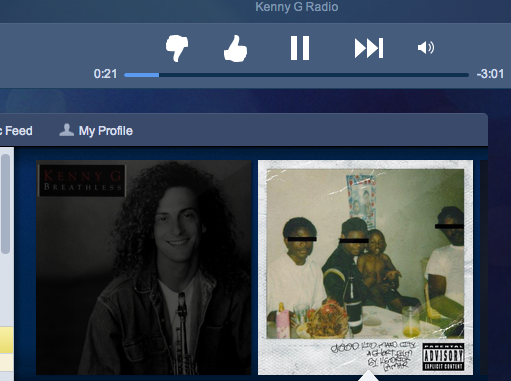 Kenny G Radio
0:21
-3:01
c Feed
My Profile
KENNY G
BREATHLESS
good kid, m.A.A.d city
A SHORT FILM
BY KENDRICK
LAMAR
PARENTAL
ADVISORY
EXPLICIT CONTENT